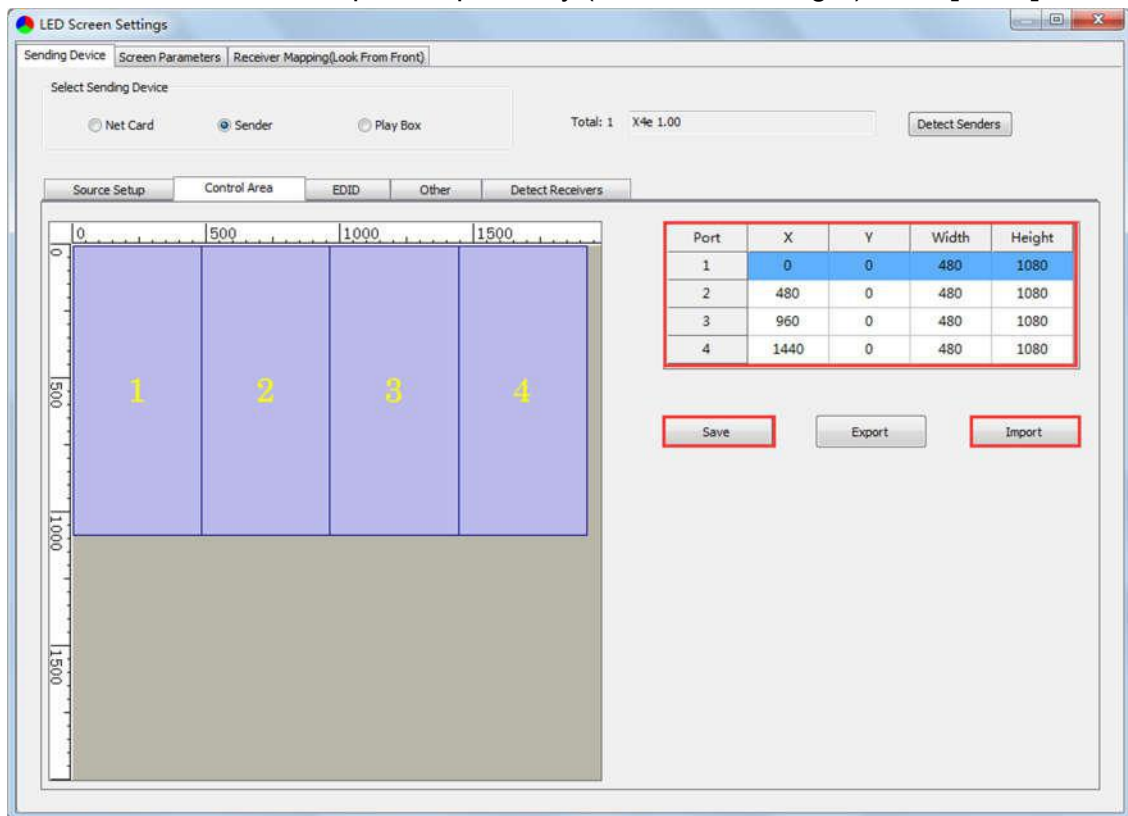 LED Screen Settings
Sending Device Screen Parameters Receiver Mapping(Look From Front)
Select Sending Device
Net Card Sender Play Box Total: 1 X4e 1.00 Detect Senders
Source Setup Control Area EDID Other Detect Receivers
0 500 1000 1500
0
500
1000
1500
1 2 3 4
Port X Y Width Height
1 0 0 480 1080
2 480 0 480 1080
3 960 0 480 1080
4 1440 0 480 1080
Save Export Import